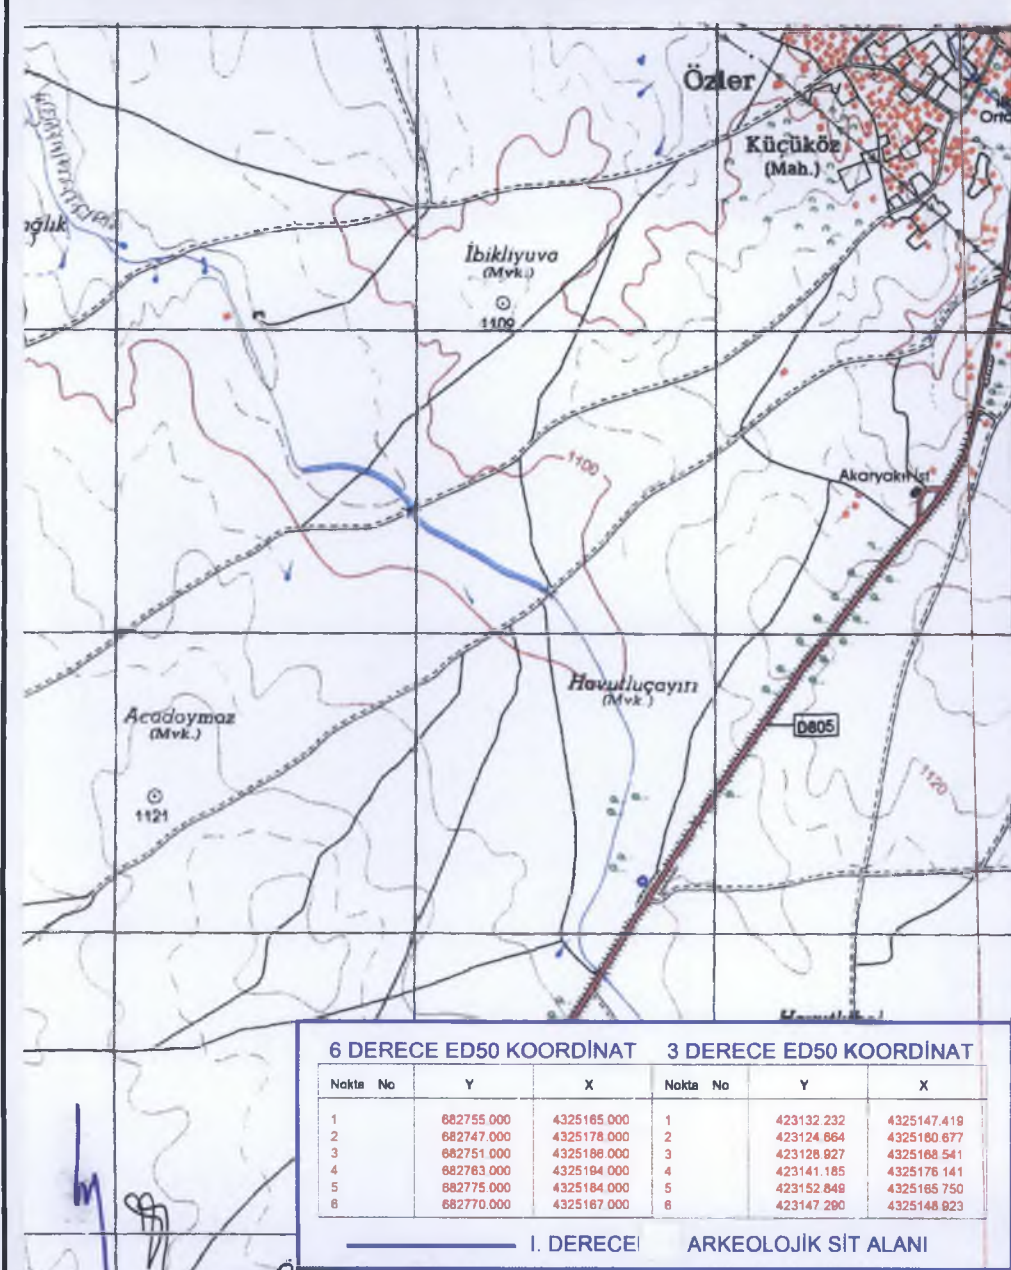 Özler
Küçüköz
(Mah.)
İbikliyuva
(Mvk.)
1109
1100
Akaryakıt İst
Havutluçayırı
(Mvk.)
Acadoymaz
(Mvk.)
1121
D805
1120
6 DERECE ED50 KOORDİNAT 3 DERECE ED50 KOORDİNAT
Nokta No Y X Nokta No Y X
1 682755.000 4325165.000 1 423132.232 4325147.419
2 682747.000 4325178.000 2 423124.664 4325160.677
3 682751.000 4325186.000 3 423128.927 4325168.541
4 682763.000 4325194.000 4 423141.185 4325176.141
5 682775.000 4325184.000 5 423152.849 4325165.750
6 682770.000 4325167.000 6 423147.290 4325148.923
I. DERECE ARKEOLOJİK SİT ALANI